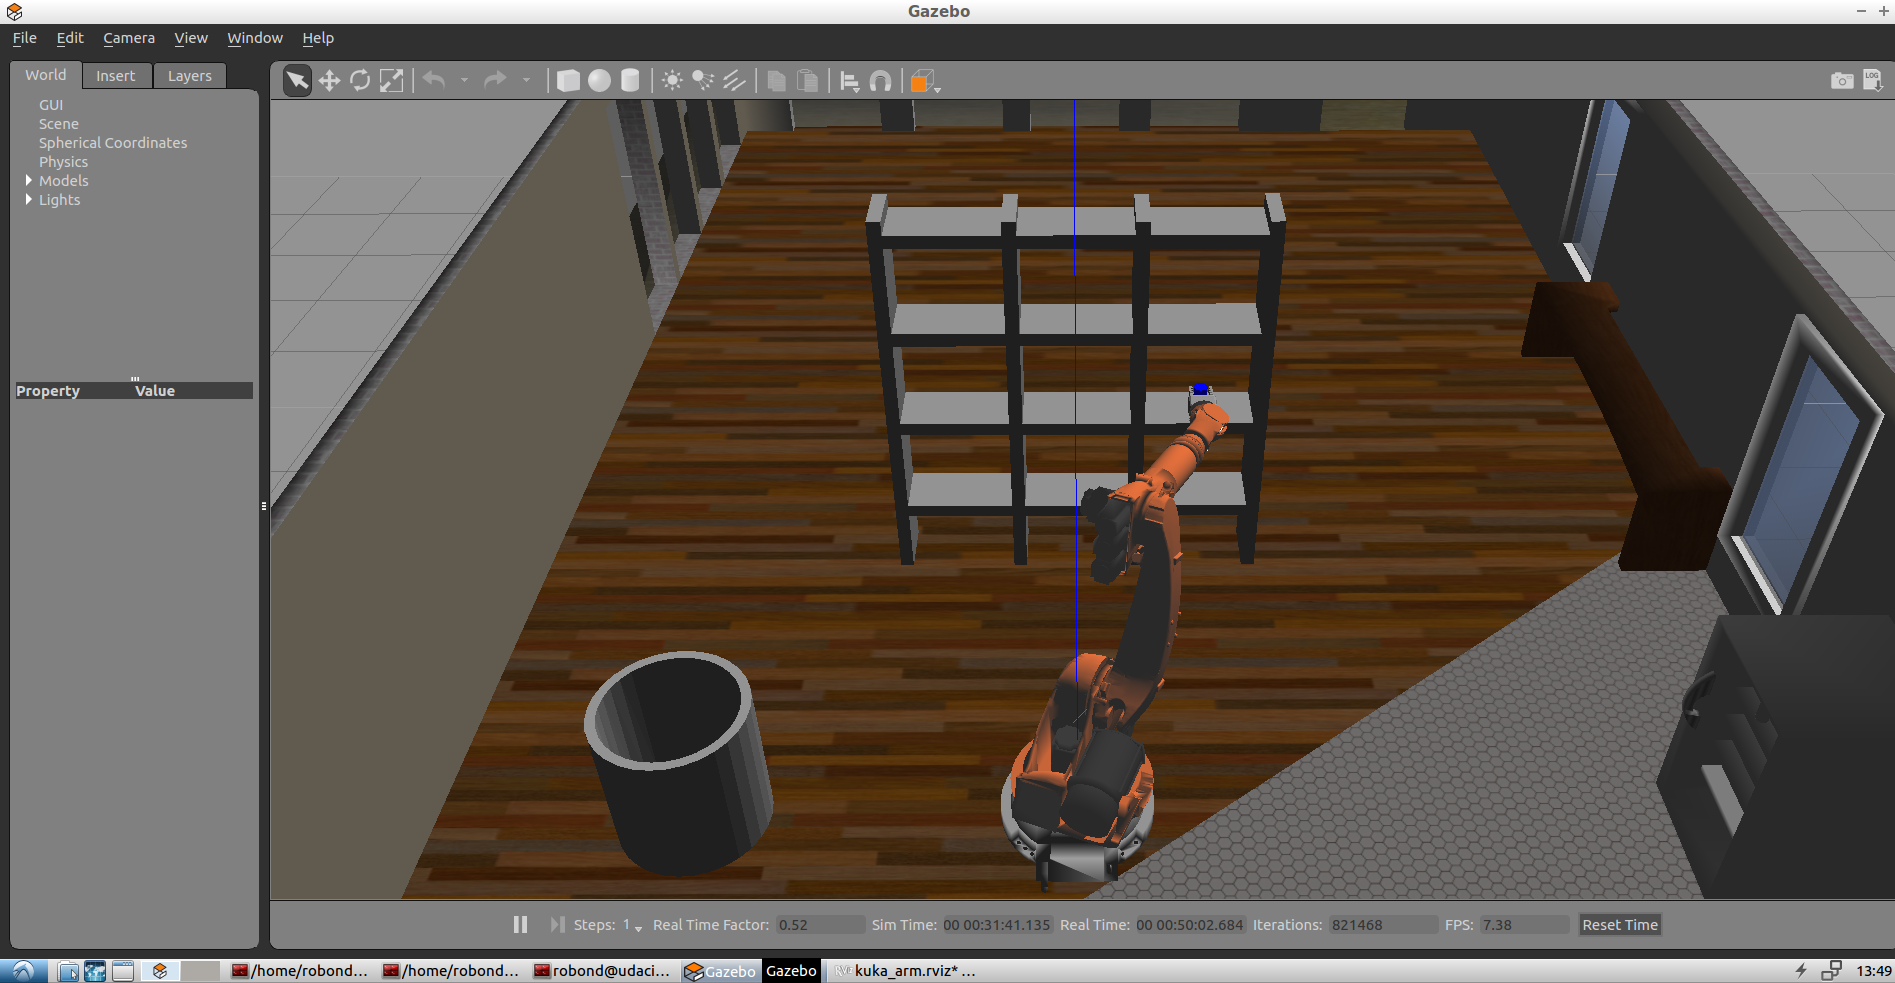 Gazebo
File Edit Camera View Window Help
World Insert Layers
GUI
Scene
Spherical Coordinates
Physics
Models
Lights
Property Value
LOG
Steps: 1 Real Time Factor: 0.52 Sim Time: 00 00:31:41.135 Real Time: 00 00:50:02.684 Iterations: 821468 FPS: 7.38 Reset Time
/home/robond... /home/robond... robond@udaci... Gazebo Gazebo RViz kuka_arm.rviz* ... 13:49